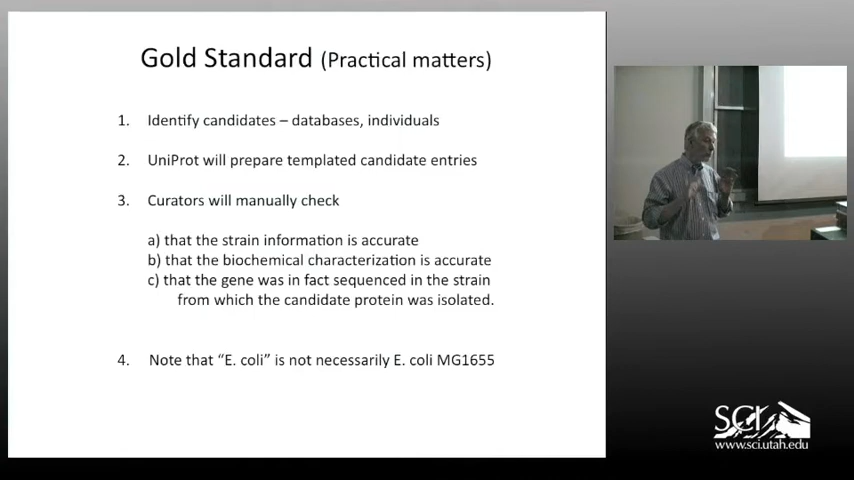 Gold Standard (Practical matters)
1. Identify candidates – databases, individuals
2. UniProt will prepare templated candidate entries
3. Curators will manually check
a) that the strain information is accurate
b) that the biochemical characterization is accurate
c) that the gene was in fact sequenced in the strain
from which the candidate protein was isolated.
4. Note that “E. coli” is not necessarily E. coli MG1655
SCI
www.sci.utah.edu